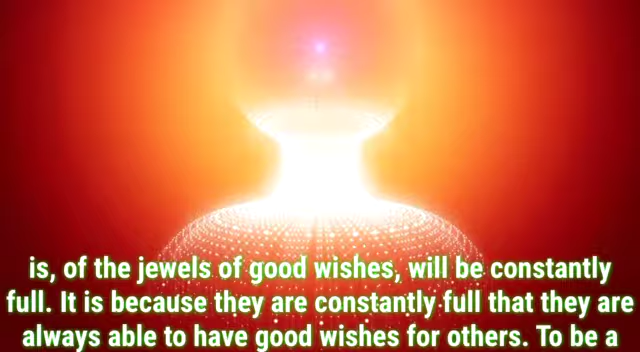 is, of the jewels of good wishes, will be constantly
full. It is because they are constantly full that they are
always able to have good wishes for others. To be a